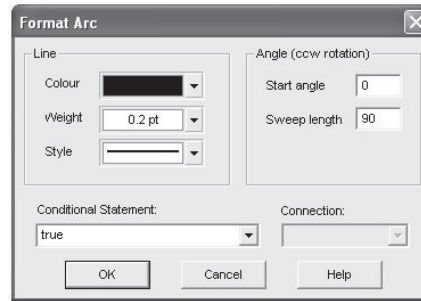 Format Arc
Line
Colour
Weight
0.2 pt
Style
Angle (ccw rotation)
Start angle
0
Sweep length
90
Conditional Statement:
true
Connection:
OK
Cancel
Help